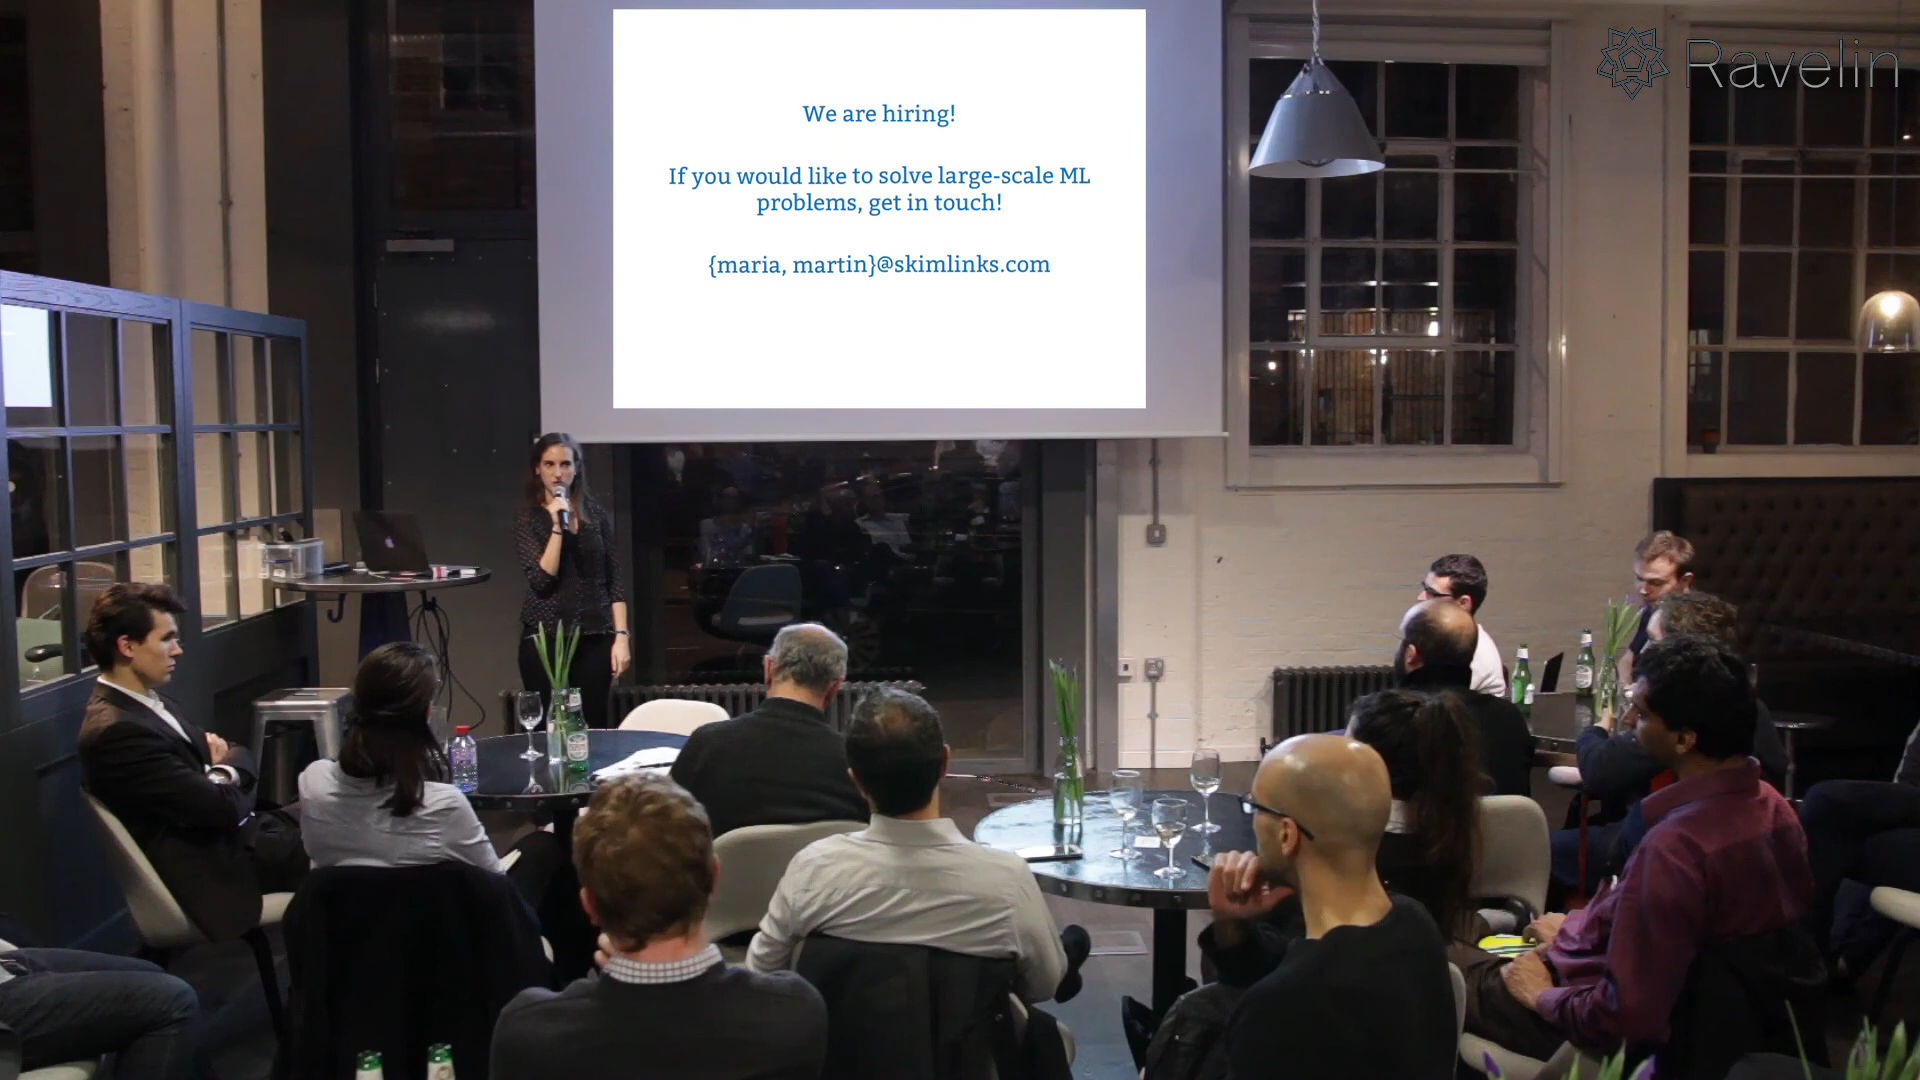 We are hiring!
If you would like to solve large-scale ML
problems, get in touch!
{maria, martin}@skimlinks.com
Ravelin